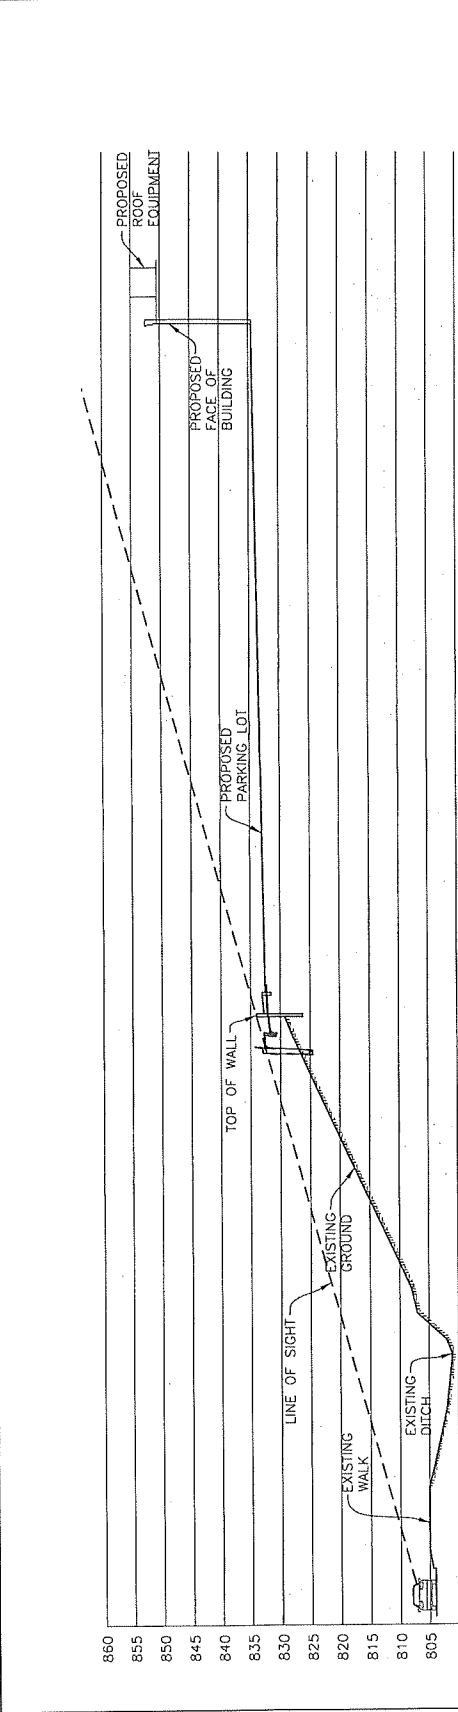 PROPOSED
ROOF
EQUIPMENT
PROPOSED
FACE OF
BUILDING
PROPOSED
PARKING LOT
TOP OF WALL
LINE OF SIGHT
EXISTING
GROUND
EXISTING
WALK
EXISTING
DITCH
860
855
850
845
840
835
830
825
820
815
810
805